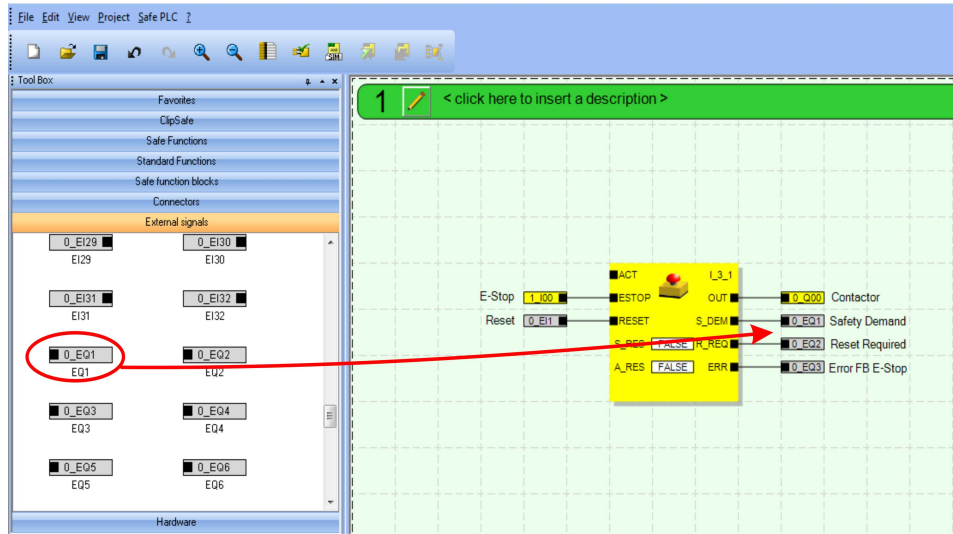 File Edit View Project Safe PLC ?
SIM
Tool Box
Favorites
ClipSafe
Safe Functions
Standard Functions
Safe function blocks
Connectors
External signals
0_EI29 0_EI30
EI29 EI30
0_EI31 0_EI32
EI31 EI32
0_EQ1 0_EQ2
EQ1 EQ2
0_EQ3 0_EQ4
EQ3 EQ4
0_EQ5 0_EQ6
EQ5 EQ6
Hardware
1 < click here to insert a description >
ACT I_3_1
E-Stop 1_I00 ESTOP OUT 0_Q00 Contactor
Reset 0_EI1 RESET S_DEM 0_EQ1 Safety Demand
S_RES FALSE R_REQ 0_EQ2 Reset Required
A_RES FALSE ERR 0_EQ3 Error FB E-Stop